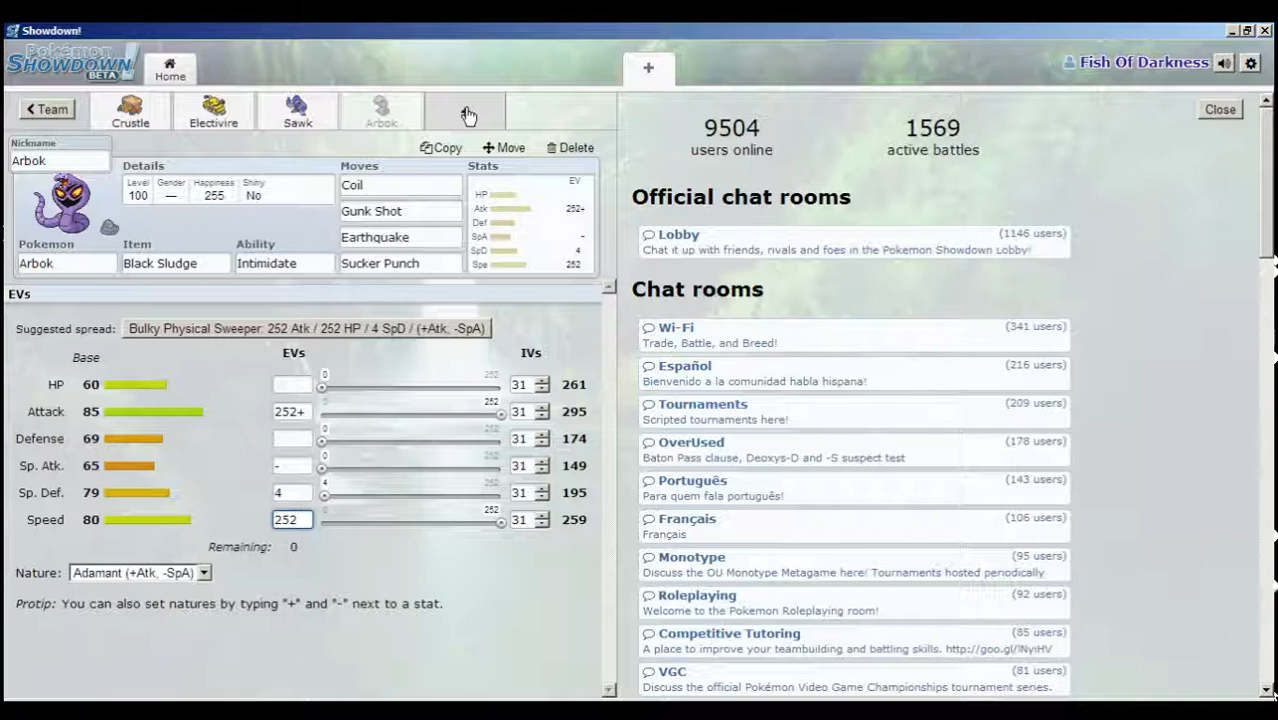 Showdown!
Pokémon
SHOWDOWN!
BETA
Home
+
Fish Of Darkness
< Team
Crustle
Electivire
Sawk
Arbok
Close
Nickname
Arbok
Copy
Move
Delete
Details
Moves
Stats
Level
Gender
Happiness
Shiny
100
—
255
No
Coil
Gunk Shot
Earthquake
Sucker Punch
EV
HP
Atk
252+
Def
SpA
-
SpD
4
Spe
252
Pokemon
Item
Ability
Arbok
Black Sludge
Intimidate
EVs
Suggested spread:
Bulky Physical Sweeper: 252 Atk / 252 HP / 4 SpD / (+Atk, -SpA)
Base
EVs
IVs
HP 60 0 252 31 261
Attack 85 252+ 252 31 295
Defense 69 0 252 31 174
Sp. Atk. 65 - 0 252 31 149
Sp. Def. 79 4 4 252 31 195
Speed 80 252 0 252 31 259
Remaining: 0
Nature: Adamant (+Atk, -SpA)
Protip: You can also set natures by typing "+" and "-" next to a stat.
9504
users online
1569
active battles
Official chat rooms
Lobby (1146 users)
Chat it up with friends, rivals and foes in the Pokemon Showdown Lobby!
Chat rooms
Wi-Fi (341 users)
Trade, Battle, and Breed!
Español (216 users)
Bienvenido a la comunidad habla hispana!
Tournaments (209 users)
Scripted tournaments here!
OverUsed (178 users)
Baton Pass clause, Deoxys-D and -S suspect test
Português (143 users)
Para quem fala português!
Français (106 users)
Français
Monotype (95 users)
Discuss the OU Monotype Metagame here! Tournaments hosted periodically
Roleplaying (92 users)
Welcome to the Pokemon Roleplaying room!
Competitive Tutoring (85 users)
A place to improve your teambuilding and battling skills. http://goo.gl/lNyIHV
VGC (81 users)
Discuss the official Pokémon Video Game Championships tournament series.